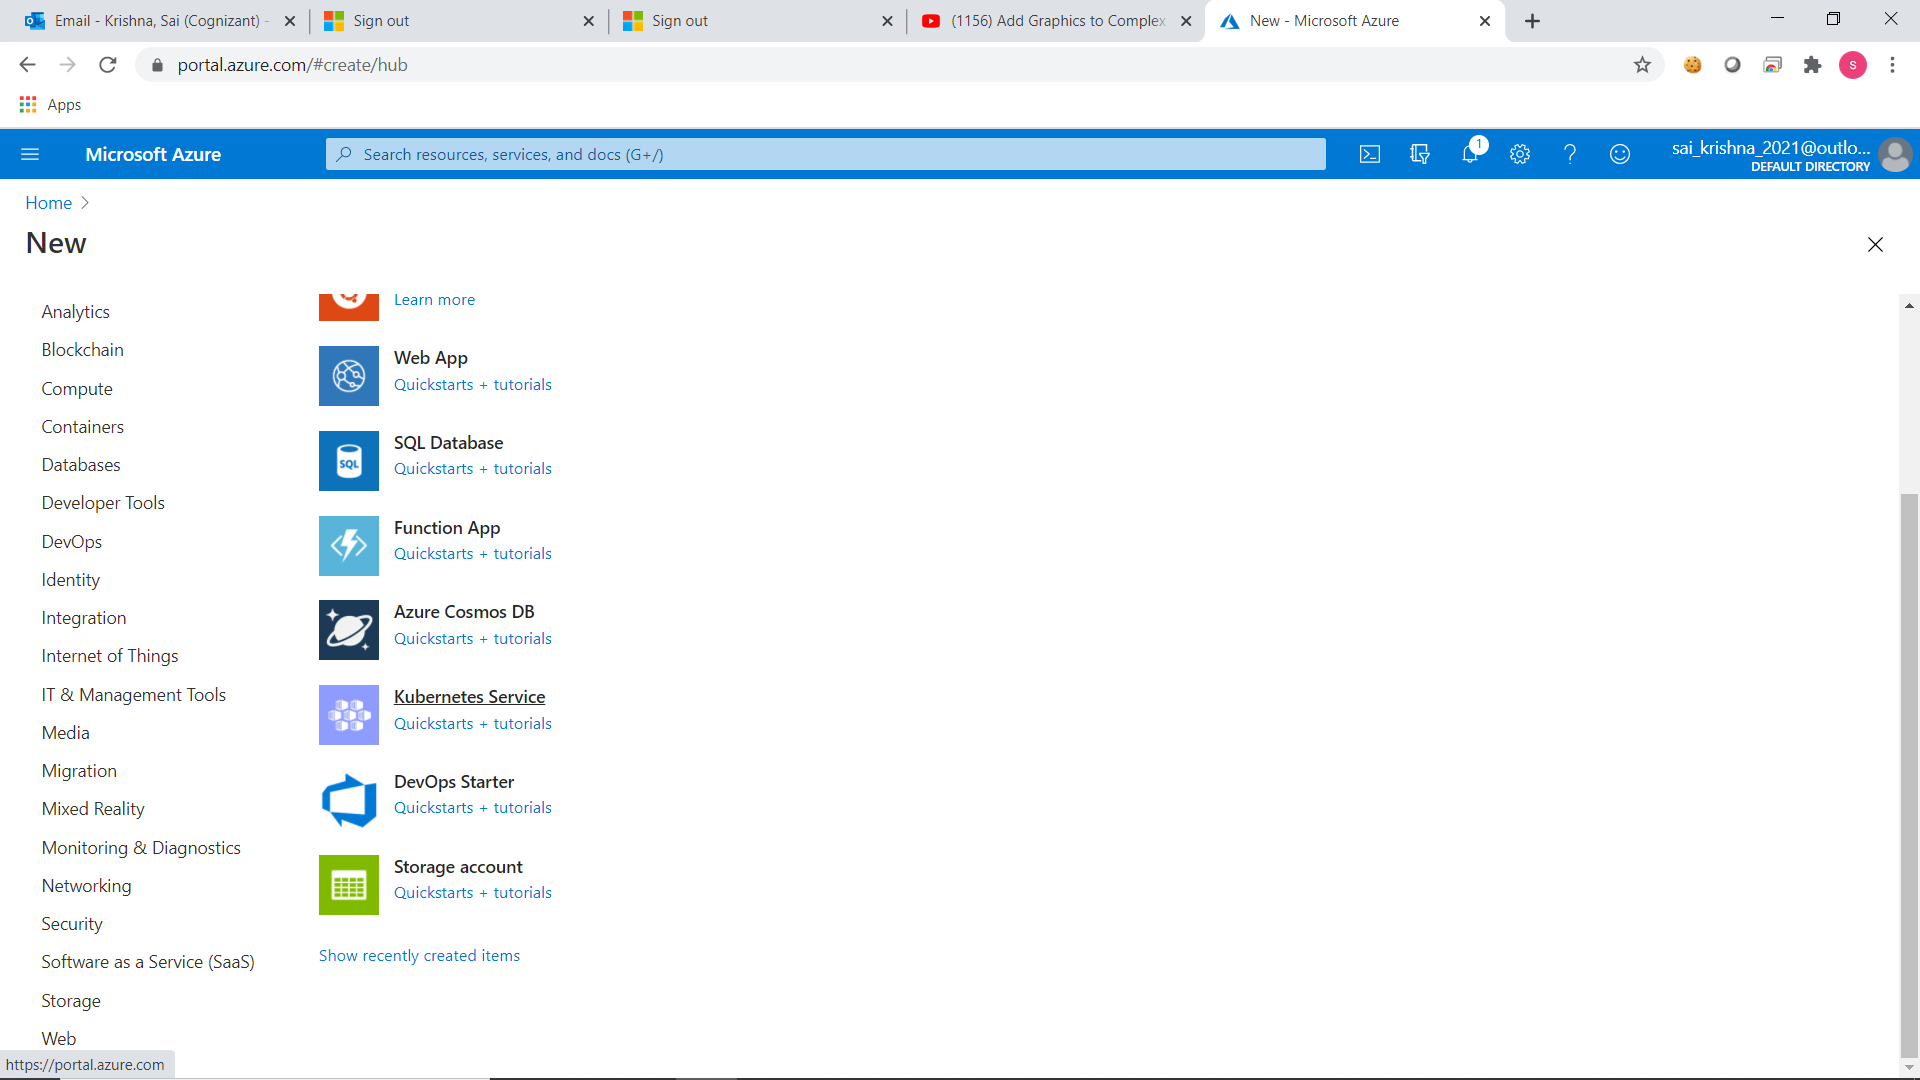 Email - Krishna, Sai (Cognizant) -
Sign out
Sign out
(1156) Add Graphics to Complex
New - Microsoft Azure
portal.azure.com/#create/hub
S
Apps
Microsoft Azure
Search resources, services, and docs (G+/)
1
sai_krishna_2021@outlo...
DEFAULT DIRECTORY
Home
New
Analytics
Blockchain
Compute
Containers
Databases
Developer Tools
DevOps
Identity
Integration
Internet of Things
IT & Management Tools
Media
Migration
Mixed Reality
Monitoring & Diagnostics
Networking
Security
Software as a Service (SaaS)
Storage
Web
Learn more
Web App
Quickstarts + tutorials
SQL
SQL Database
Quickstarts + tutorials
Function App
Quickstarts + tutorials
Azure Cosmos DB
Quickstarts + tutorials
Kubernetes Service
Quickstarts + tutorials
DevOps Starter
Quickstarts + tutorials
Storage account
Quickstarts + tutorials
Show recently created items
https://portal.azure.com